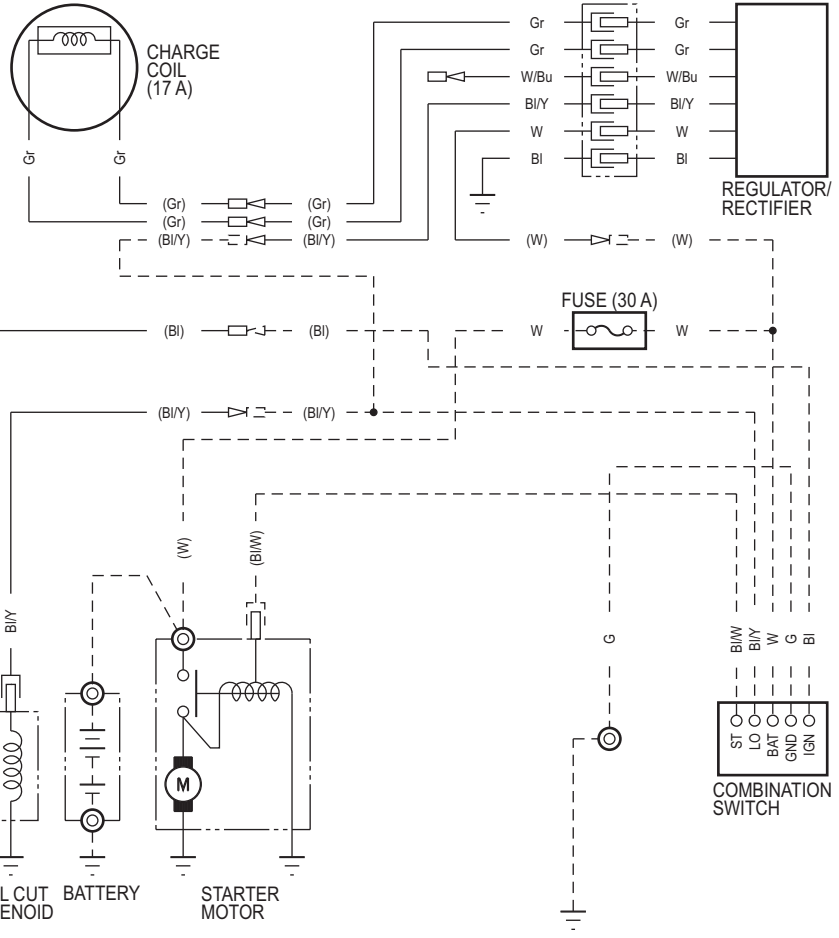 Gr Gr
CHARGE
COIL
(17 A)
Gr Gr
W/Bu W/Bu
Bl/Y Bl/Y
W W
Bl Bl
Gr Gr
REGULATOR/
RECTIFIER
(Gr) (Gr)
(Gr) (Gr)
(Bl/Y) (Bl/Y) (W) (W)
FUSE (30 A)
(Bl) (Bl) W W
(Bl/Y) (Bl/Y)
(W) (Bl/W)
Bl/Y G Bl/W Bl/Y W G Bl
ST LO BAT GND IGN
M
COMBINATION
SWITCH
L CUT BATTERY STARTER
ENOID MOTOR